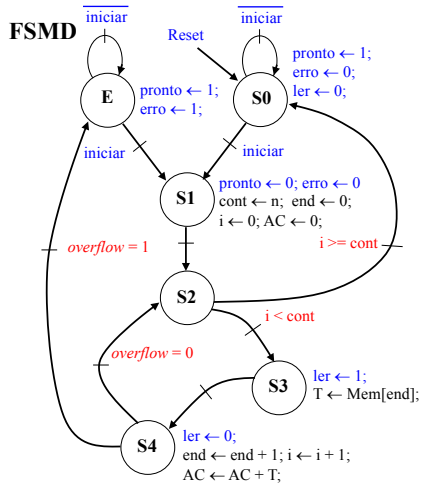 FSMD
iniciar
iniciar
Reset
E
pronto ← 1;
erro ← 1;
S0
pronto ← 1;
erro ← 0;
ler ← 0;
iniciar
iniciar
S1
pronto ← 0; erro ← 0
cont ← n; end ← 0;
i ← 0; AC ← 0;
overflow = 1
i >= cont
S2
i < cont
overflow = 0
S3
ler ← 1;
T ← Mem[end];
S4
ler ← 0;
end ← end + 1; i ← i + 1;
AC ← AC + T;